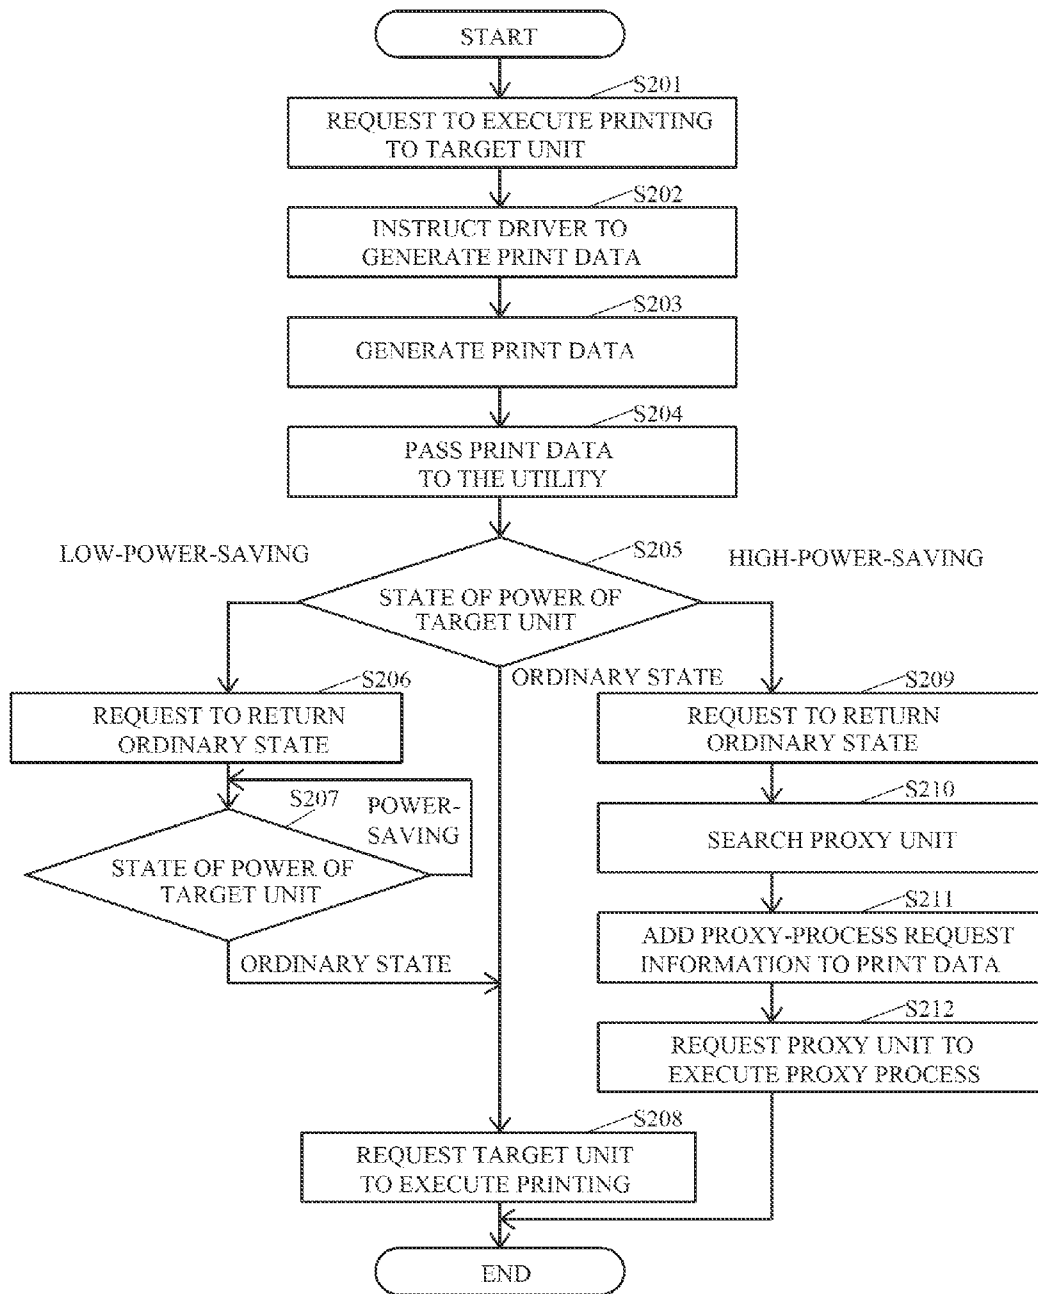 START
S201
REQUEST TO EXECUTE PRINTING
TO TARGET UNIT
S202
INSTRUCT DRIVER TO
GENERATE PRINT DATA
S203
GENERATE PRINT DATA
S204
PASS PRINT DATA
TO THE UTILITY
LOW-POWER-SAVING
S205
HIGH-POWER-SAVING
STATE OF POWER OF
TARGET UNIT
ORDINARY STATE
S206
REQUEST TO RETURN
ORDINARY STATE
S207
POWER-
SAVING
STATE OF POWER OF
TARGET UNIT
ORDINARY STATE
S209
REQUEST TO RETURN
ORDINARY STATE
S210
SEARCH PROXY UNIT
S211
ADD PROXY-PROCESS REQUEST
INFORMATION TO PRINT DATA
S212
REQUEST PROXY UNIT TO
EXECUTE PROXY PROCESS
S208
REQUEST TARGET UNIT
TO EXECUTE PRINTING
END